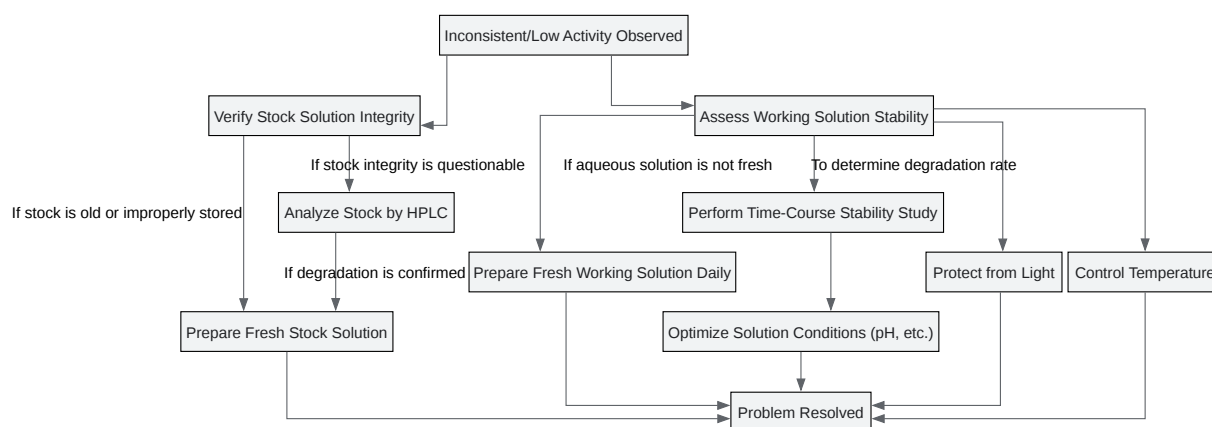 Inconsistent/Low Activity Observed
Verify Stock Solution Integrity
Assess Working Solution Stability
If stock integrity is questionable
If aqueous solution is not fresh
To determine degradation rate
If stock is old or improperly stored
Analyze Stock by HPLC
Perform Time-Course Stability Study
If degradation is confirmed
Prepare Fresh Working Solution Daily
Protect from Light
Control Temperature
Prepare Fresh Stock Solution
Optimize Solution Conditions (pH, etc.)
Problem Resolved